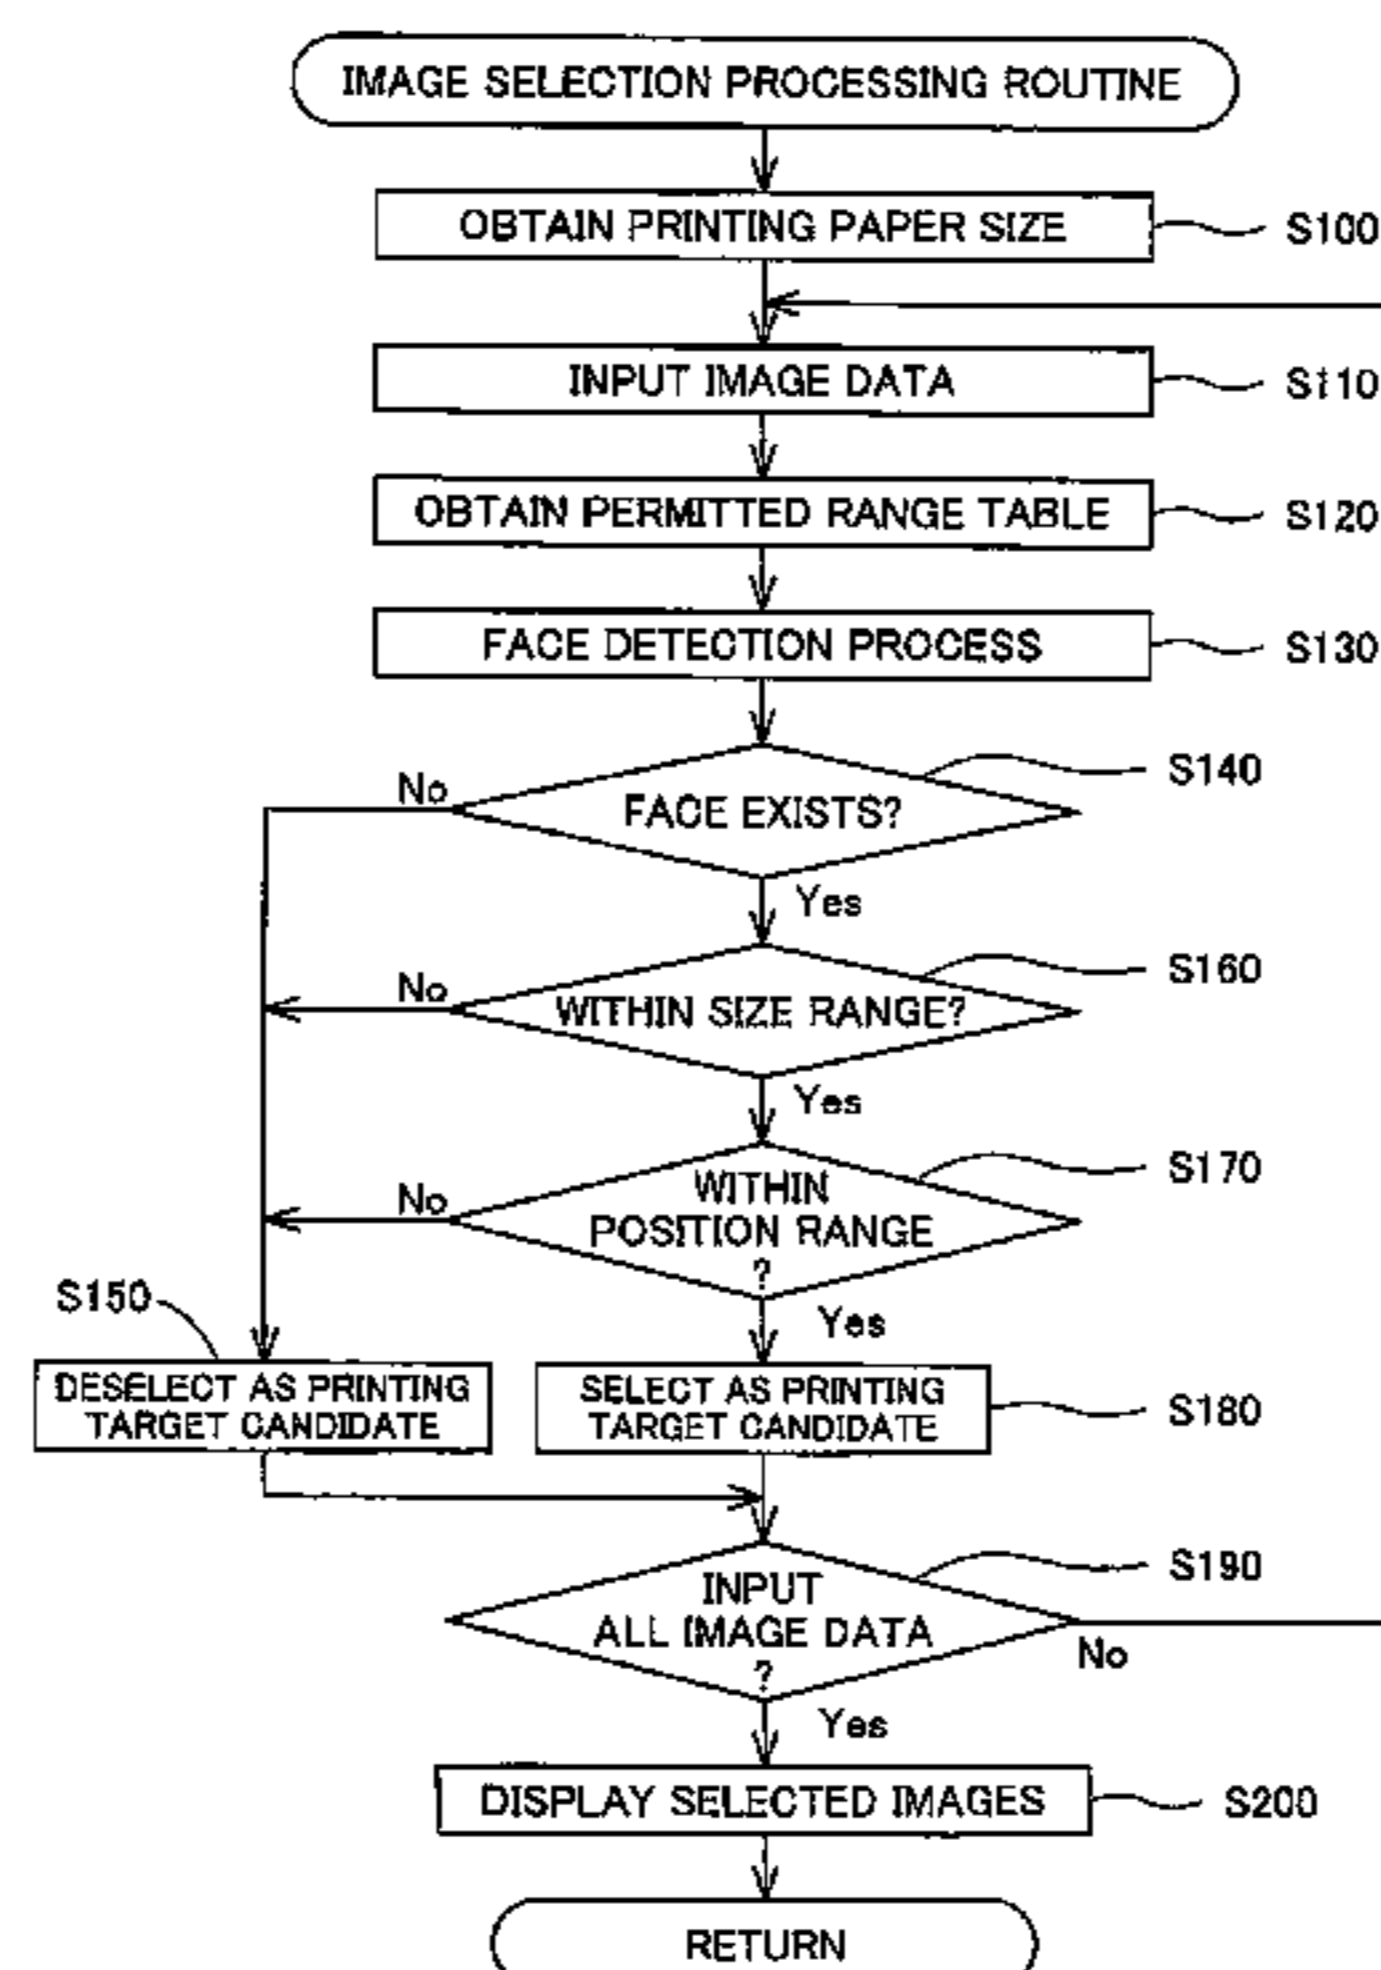 IMAGE SELECTION PROCESSING ROUTINE
OBTAIN PRINTING PAPER SIZE
S100
INPUT IMAGE DATA
S110
OBTAIN PERMITTED RANGE TABLE
S120
FACE DETECTION PROCESS
S130
S140
No
FACE EXISTS?
Yes
S160
No
WITHIN SIZE RANGE?
Yes
S170
No
WITHIN
POSITION RANGE
?
Yes
S150
DESELECT AS PRINTING
TARGET CANDIDATE
SELECT AS PRINTING
TARGET CANDIDATE
S180
S190
INPUT
ALL IMAGE DATA
?
No
Yes
DISPLAY SELECTED IMAGES
S200
RETURN